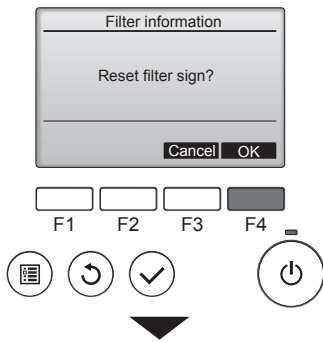 Filter information
Reset filter sign?
Cancel OK
F1 F2 F3 F4